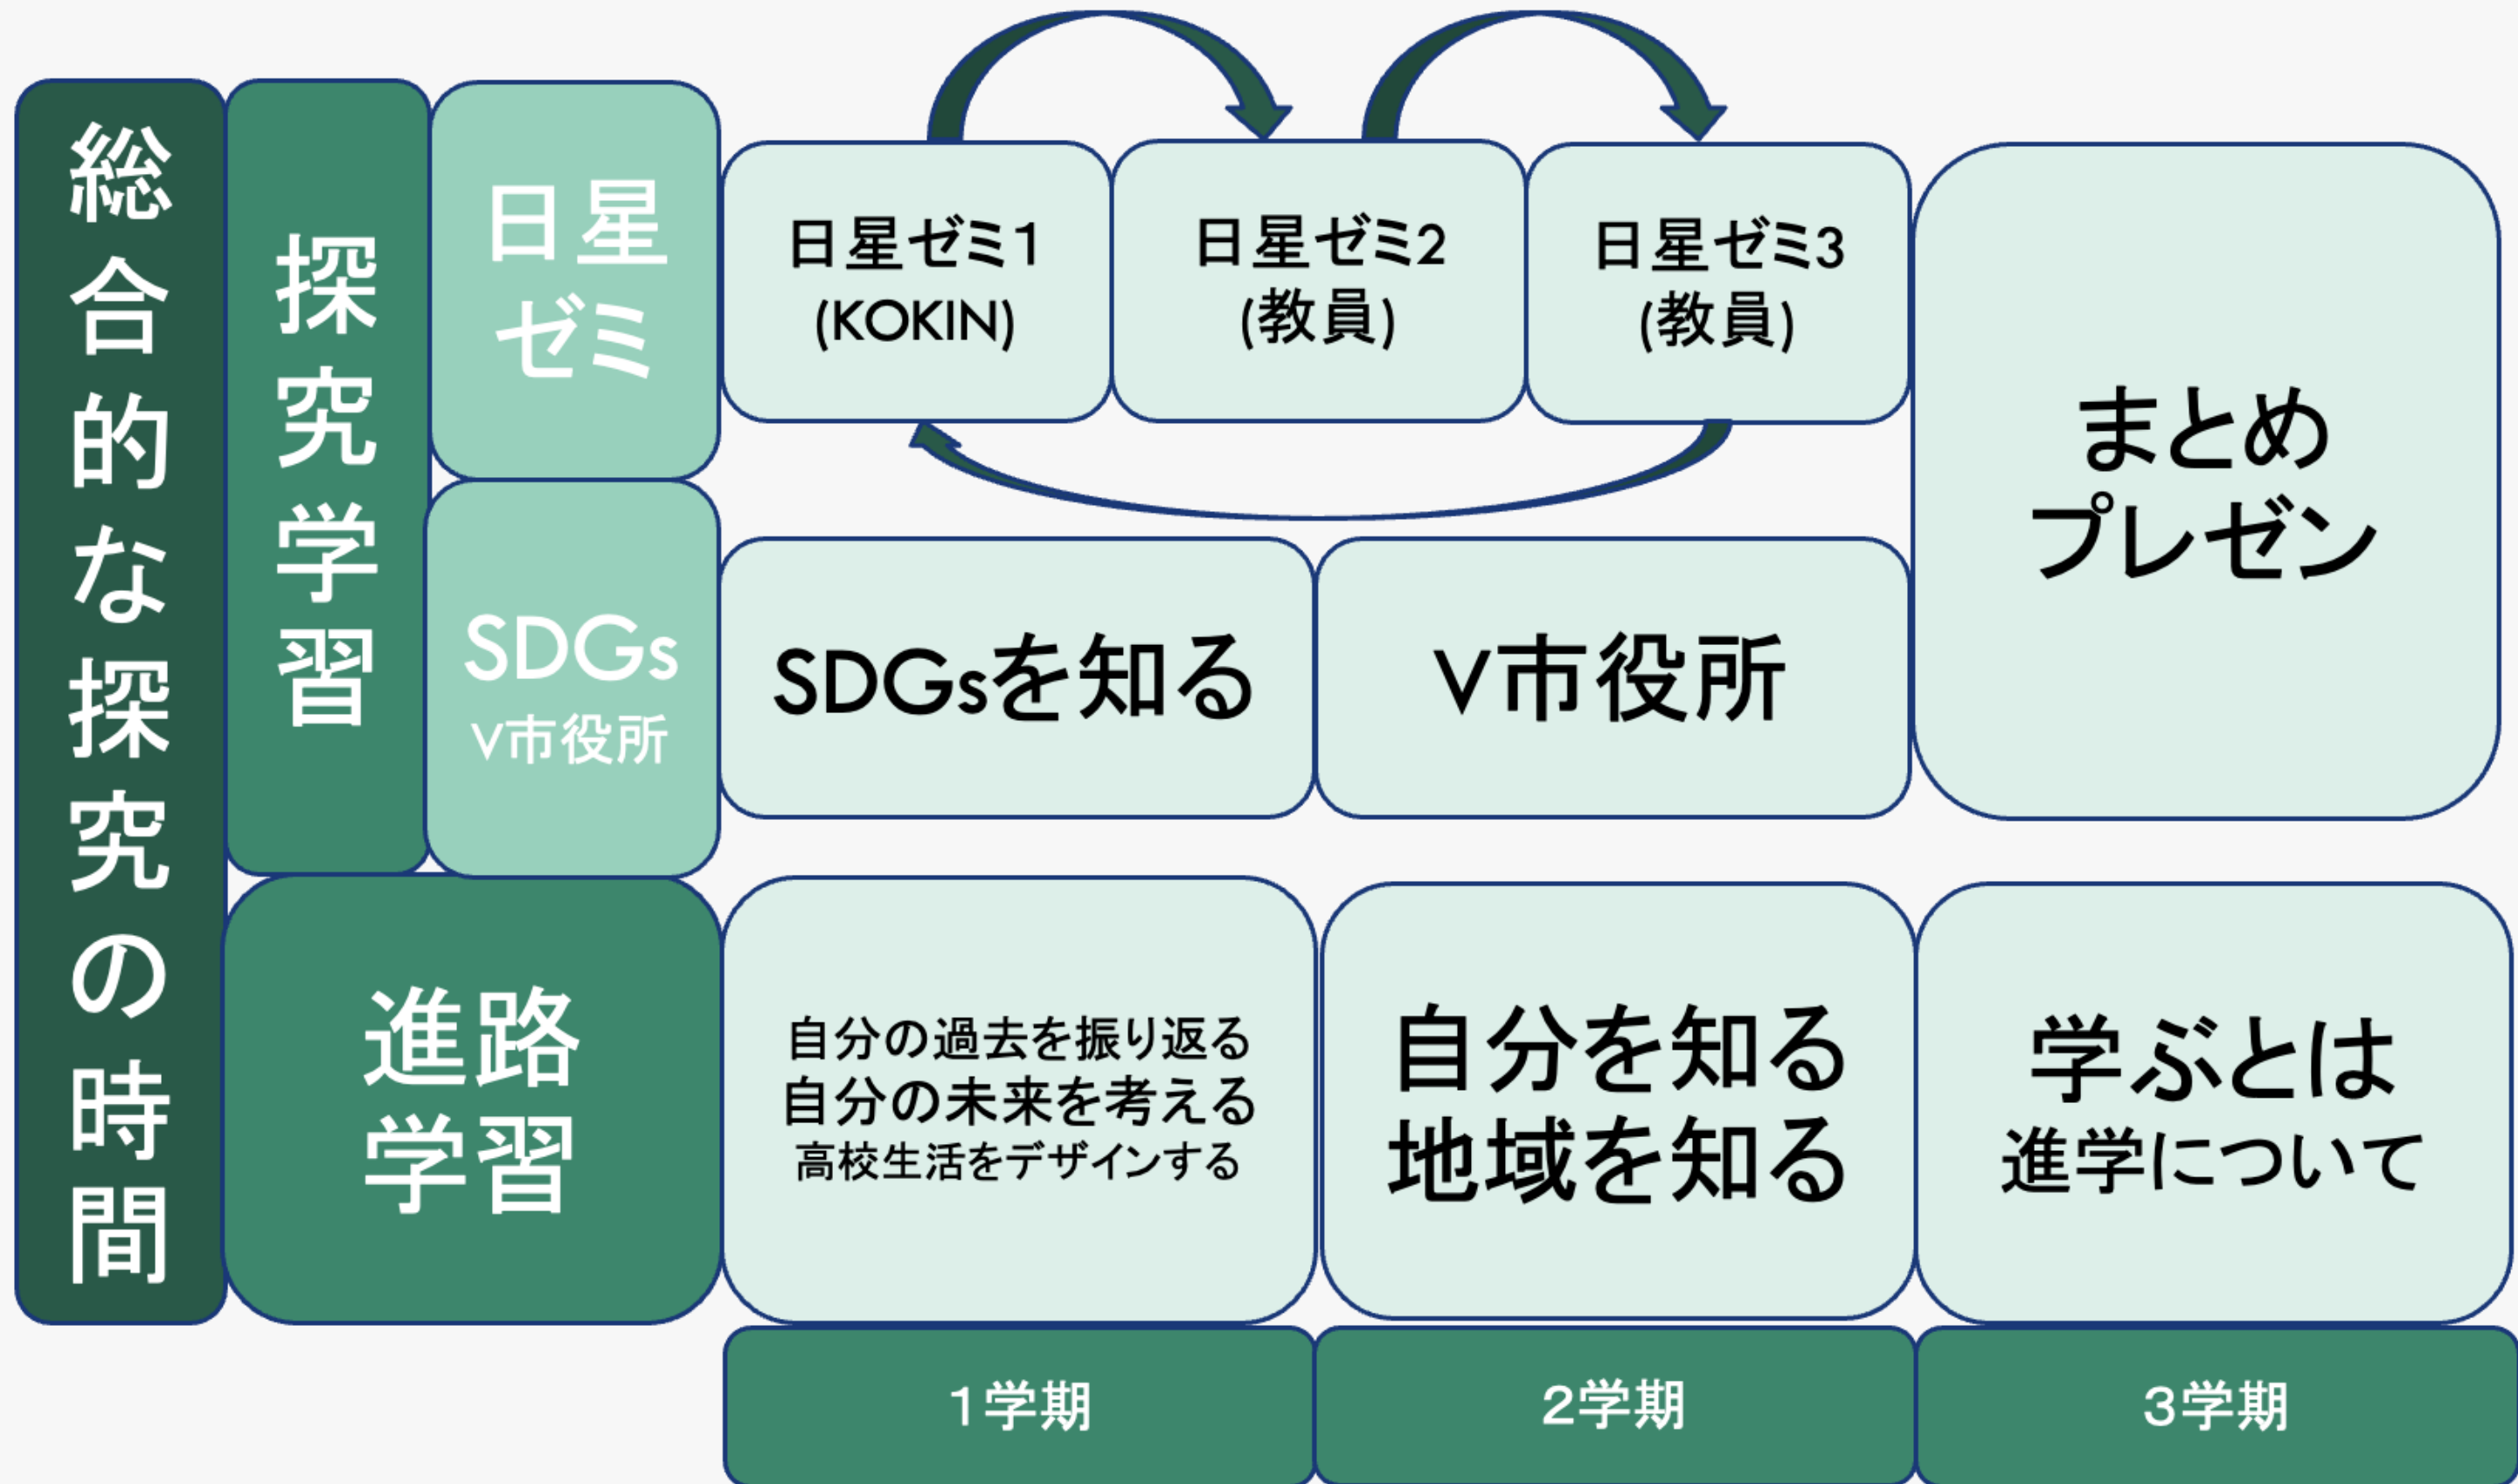 総合的な探究の時間
探究学習
日星
ゼミ
日星ゼミ1
(KOKIN)
日星ゼミ2
(教員)
日星ゼミ3
(教員)
まとめ
プレゼン
SDGs
V市役所
SDGsを知る
V市役所
進路
学習
自分の過去を振り返る
自分の未来を考える
高校生活をデザインする
自分を知る
地域を知る
学ぶとは
進学について
1学期
2学期
3学期